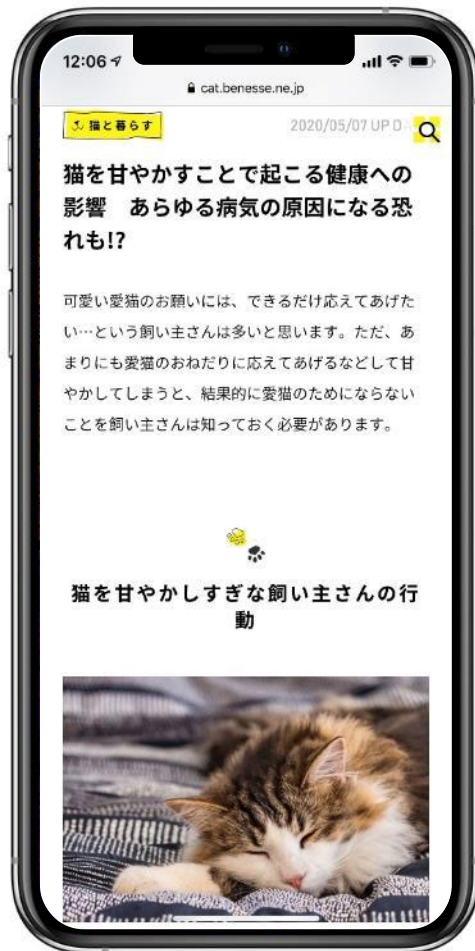 12:06
cat.benesse.ne.jp
猫と暮らす
2020/05/07 UP D
猫を甘やかすことで起こる健康への
影響　あらゆる病気の原因になる恐
れも!?
可愛い愛猫のお願いには、できるだけ応えてあげた
い…という飼い主さんは多いと思います。ただ、あ
まりにも愛猫のおねだりに応えてあげるなどして甘
やかしてしまうと、結果的に愛猫のためにならない
ことを飼い主さんは知っておく必要があります。
猫を甘やかしすぎな飼い主さんの行
動